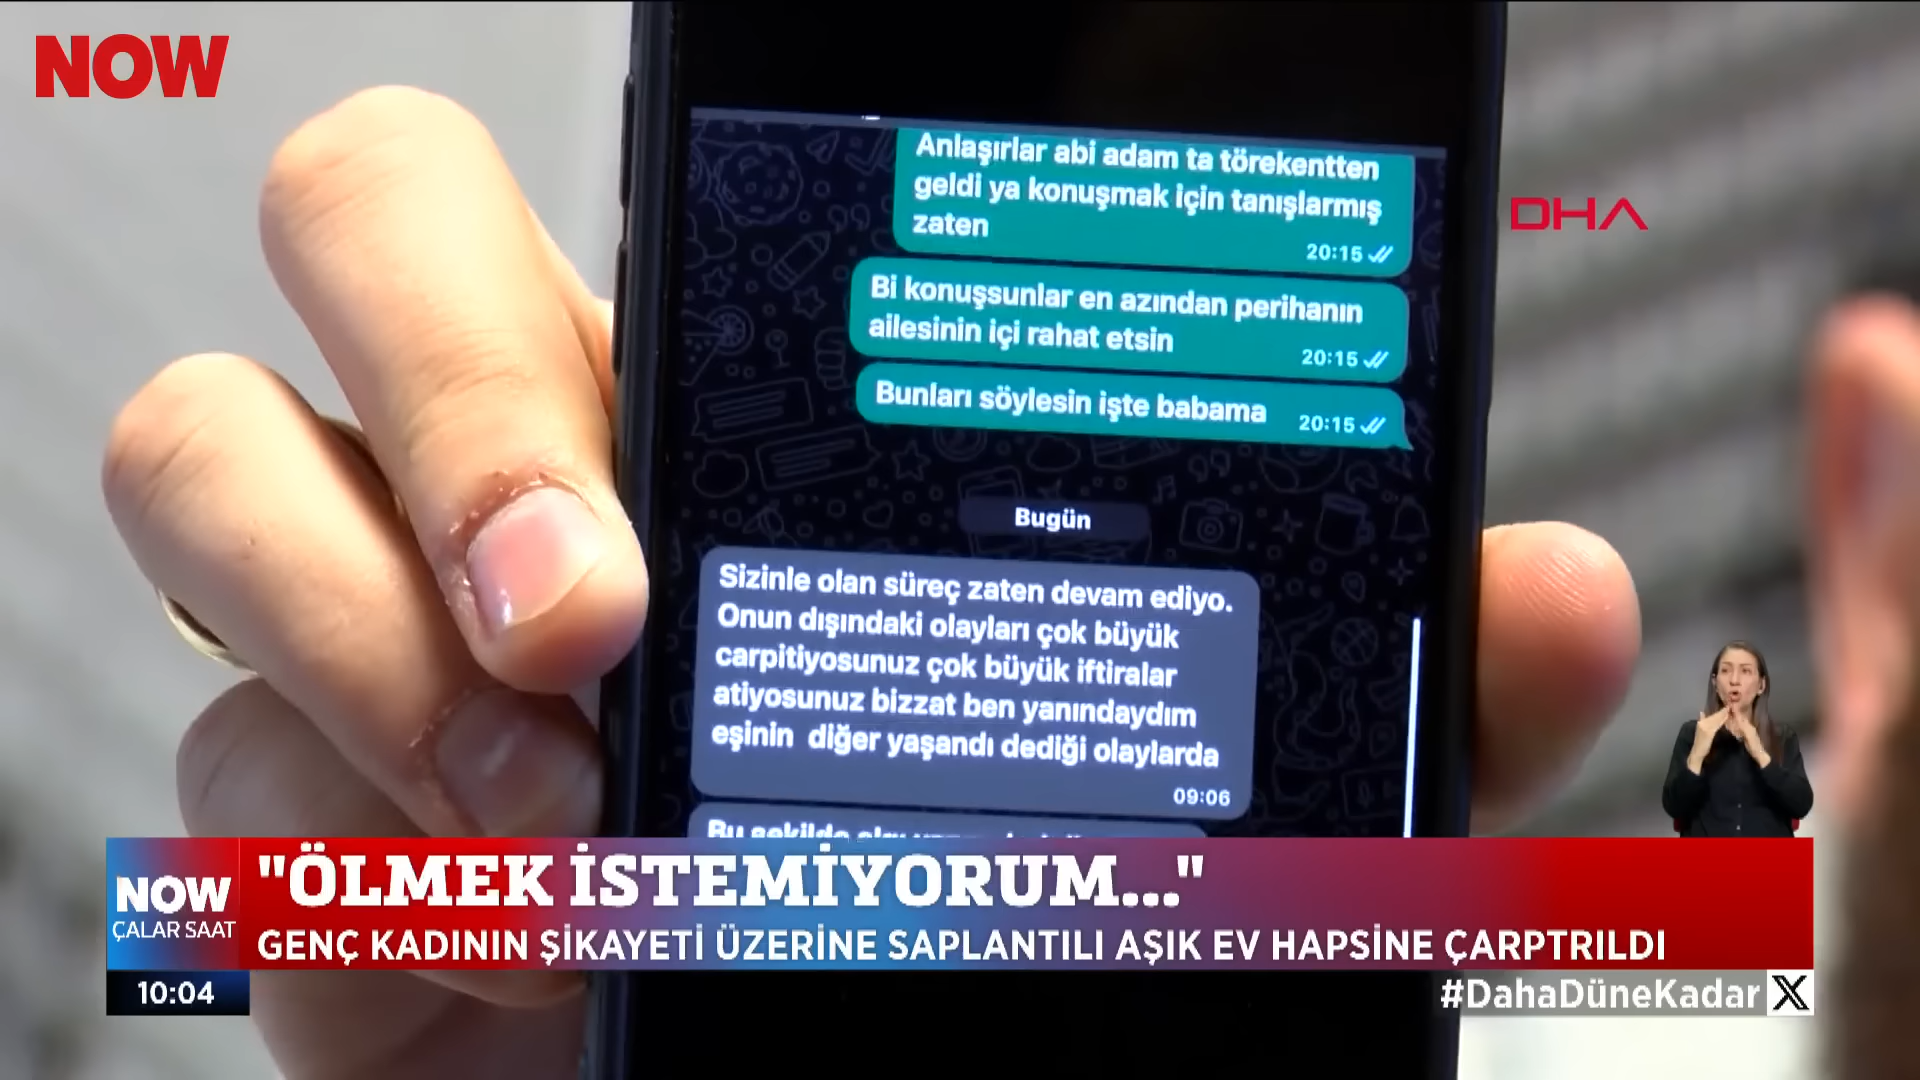 NOW
Anlaşırlar abi adam ta törekentten
geldi ya konuşmak için tanışlarmış
zaten
20:15
DHA
Bi konuşsunlar en azından perihanın
ailesinin içi rahat etsin
20:15
Bunları söylesin işte babama
20:15
Bugün
Sizinle olan süreç zaten devam ediyo.
Onun dışındaki olayları çok büyük
carpitiyosunuz çok büyük iftiralar
atiyosunuz bizzat ben yanındaydım
eşinin diğer yaşandı dediği olaylarda
09:06
Bu şekilde
"ÖLMEK İSTEMİYORUM..."
NOW
ÇALAR SAAT
GENÇ KADININ ŞİKAYETİ ÜZERİNE SAPLANTILI AŞIK EV HAPSİNE ÇARPTRILDI
10:04
#DahaDüneKadar X